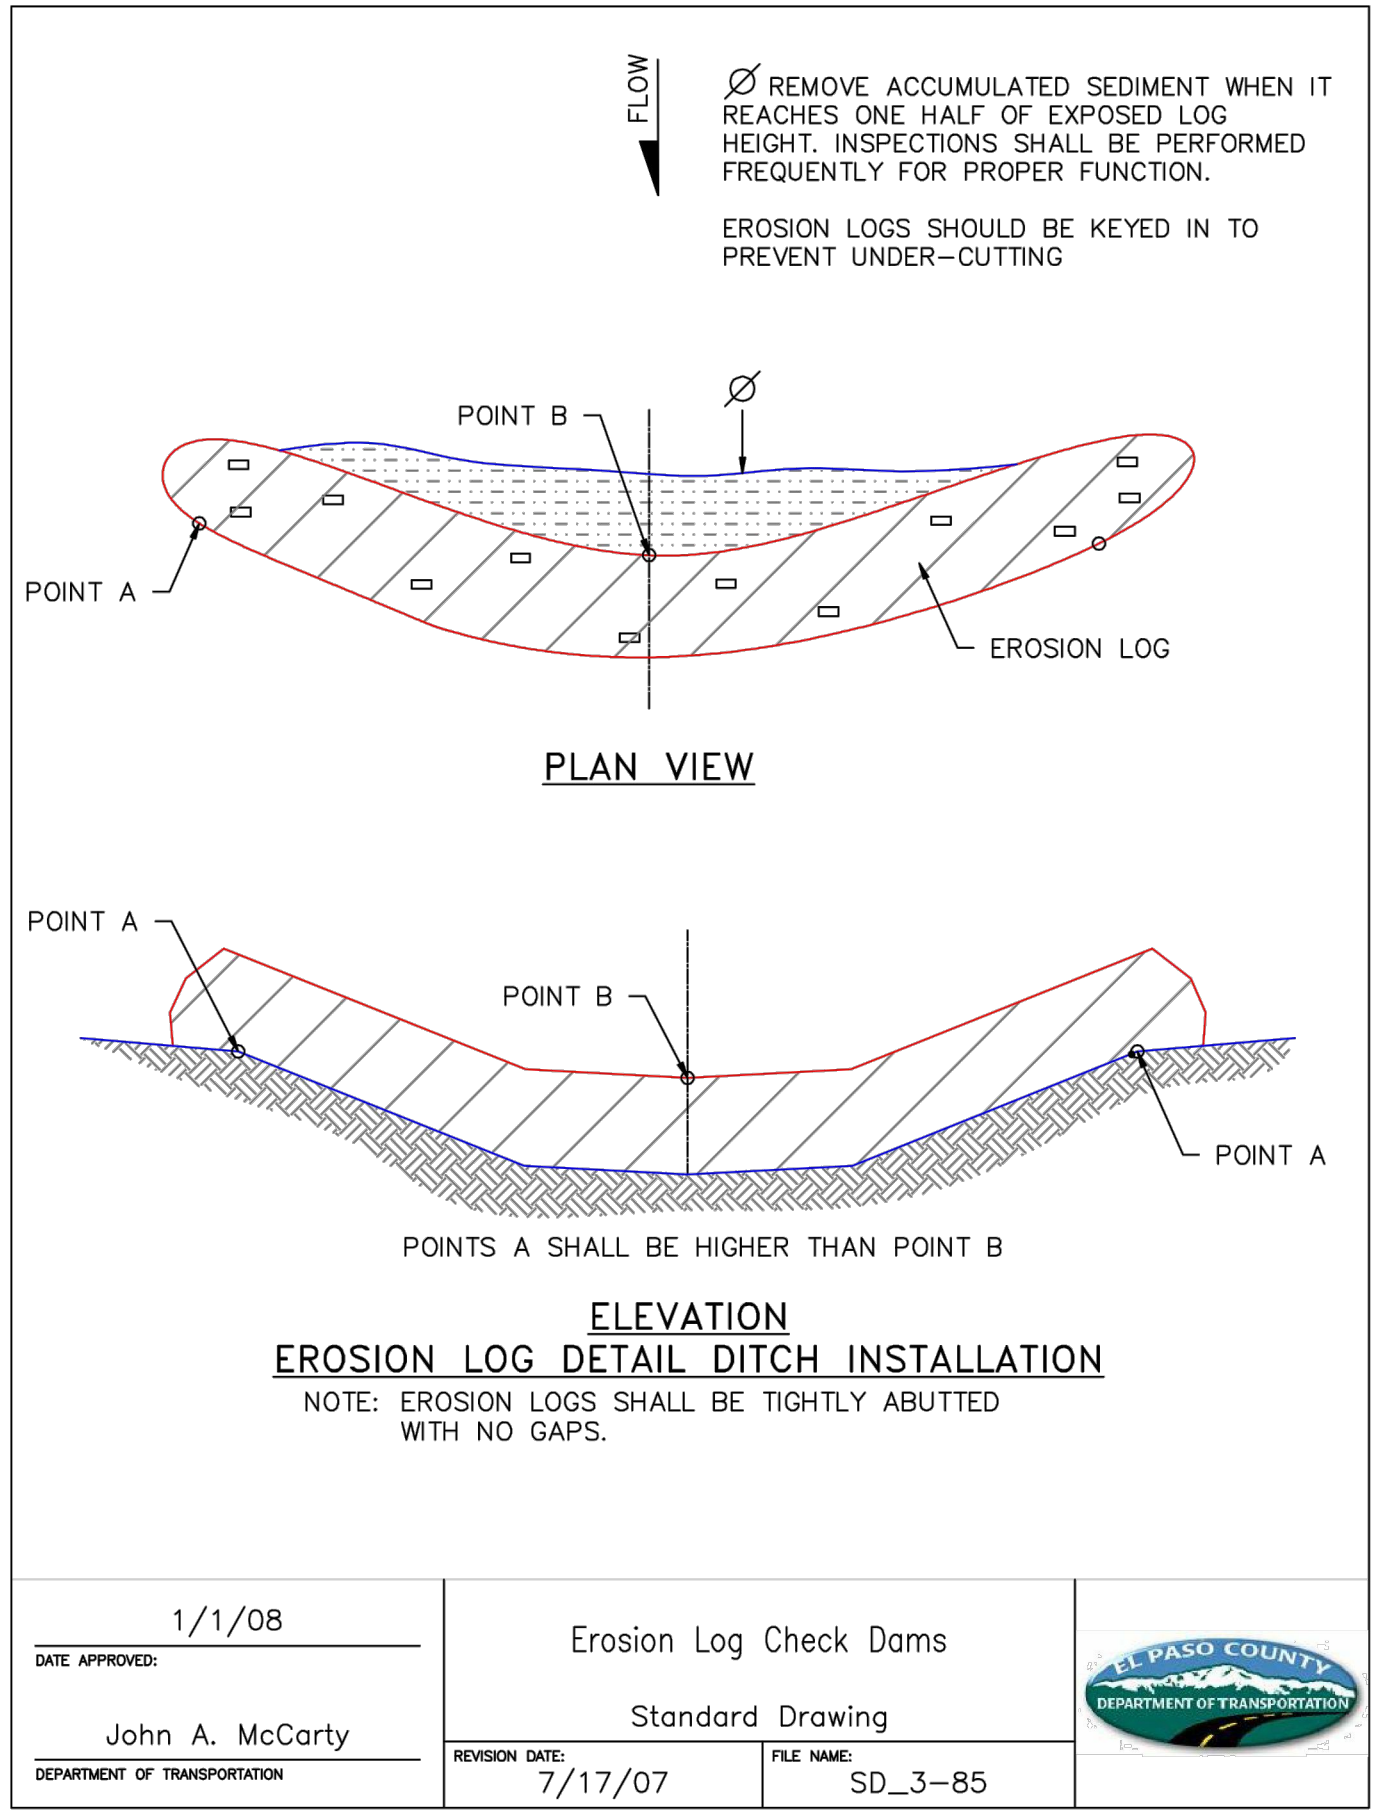 FLOW
Ø REMOVE ACCUMULATED SEDIMENT WHEN IT
REACHES ONE HALF OF EXPOSED LOG
HEIGHT. INSPECTIONS SHALL BE PERFORMED
FREQUENTLY FOR PROPER FUNCTION.
EROSION LOGS SHOULD BE KEYED IN TO
PREVENT UNDER-CUTTING
Ø
POINT B
POINT A
EROSION LOG
PLAN VIEW
POINT A
POINT B
POINT A
POINTS A SHALL BE HIGHER THAN POINT B
ELEVATION
EROSION LOG DETAIL DITCH INSTALLATION
NOTE: EROSION LOGS SHALL BE TIGHTLY ABUTTED
WITH NO GAPS.
1/1/08
DATE APPROVED:
John A. McCarty
DEPARTMENT OF TRANSPORTATION
Erosion Log Check Dams
Standard Drawing
REVISION DATE:
7/17/07
FILE NAME:
SD_3-85
EL PASO COUNTY
DEPARTMENT OF TRANSPORTATION